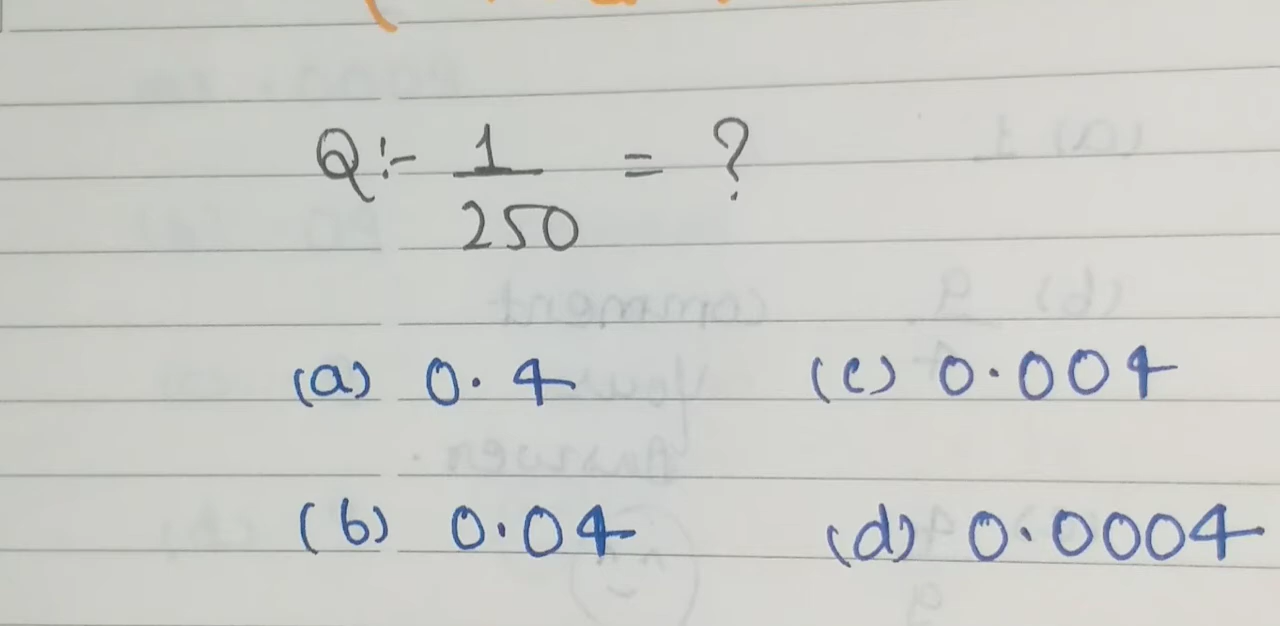 Q:- 1/250 = ?
(a) 0.4
(b) 0.04
(c) 0.004
(d) 0.0004